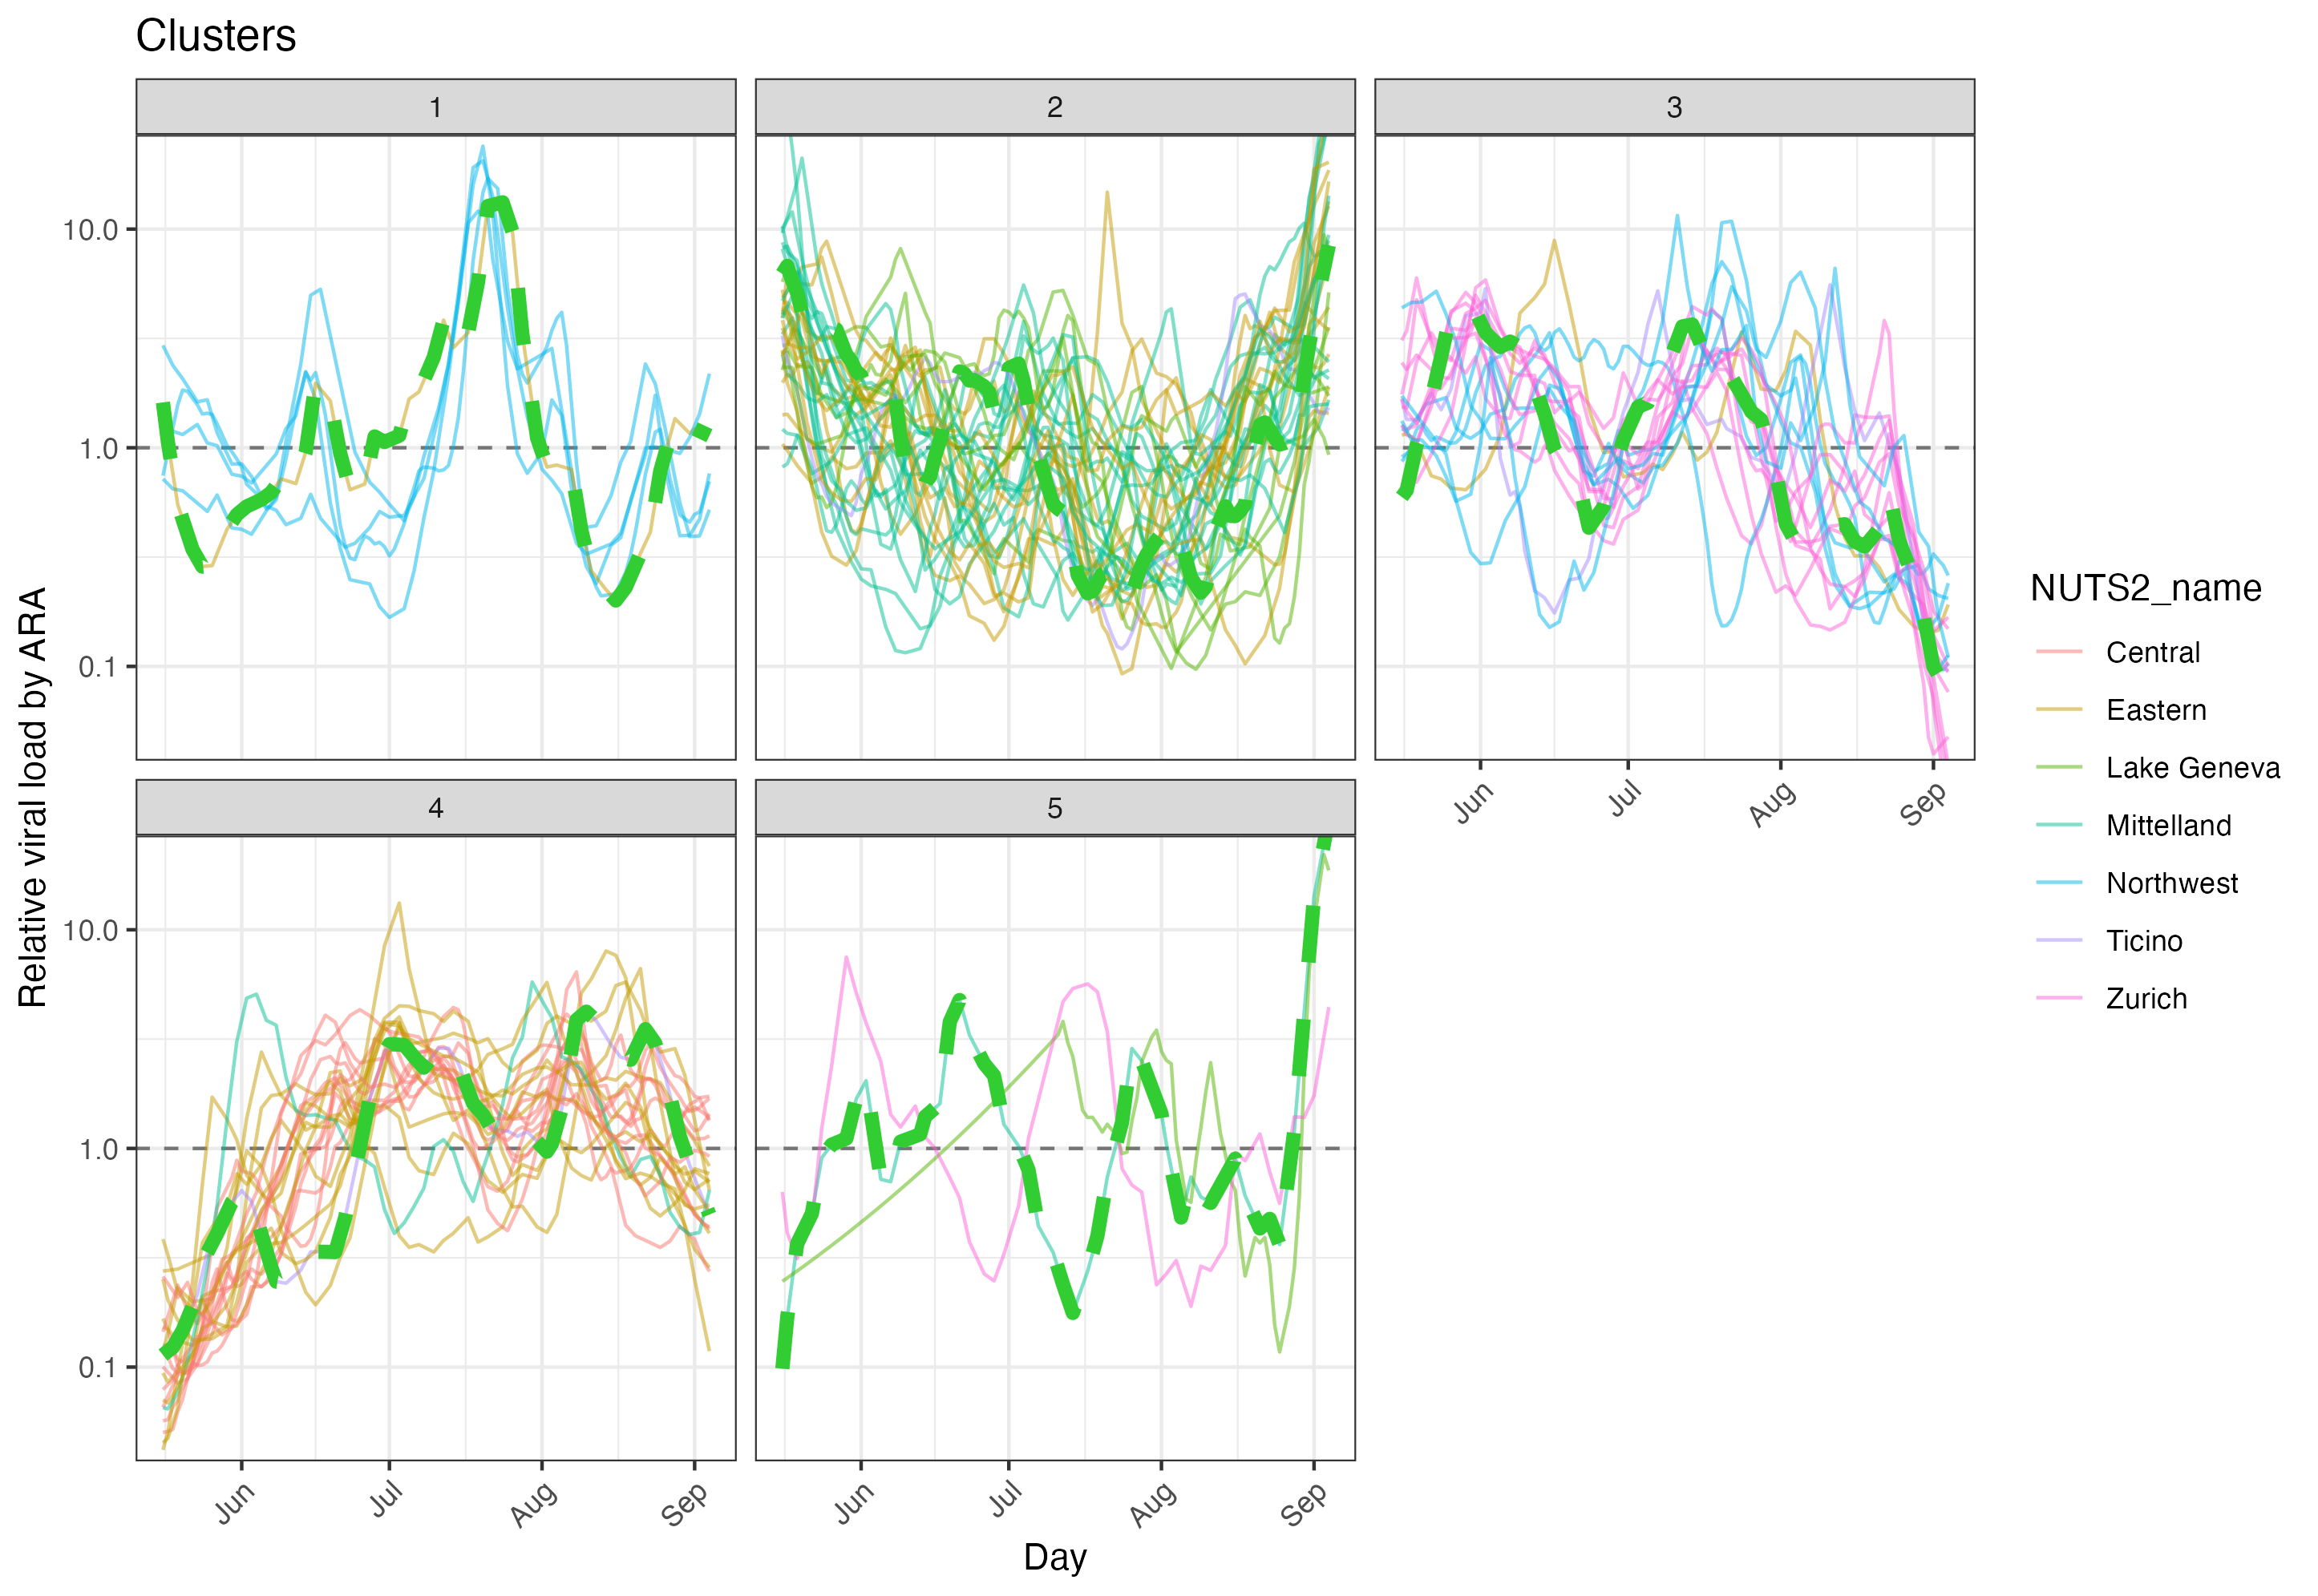 Clusters
1
2
3
10.0
1.0
0.1
Jun
Jul
Aug
Sep
4
5
10.0
1.0
0.1
Jun
Jul
Aug
Sep
Jun
Jul
Aug
Sep
Day
Relative viral load by ARA
NUTS2_name
Central
Eastern
Lake Geneva
Mittelland
Northwest
Ticino
Zurich